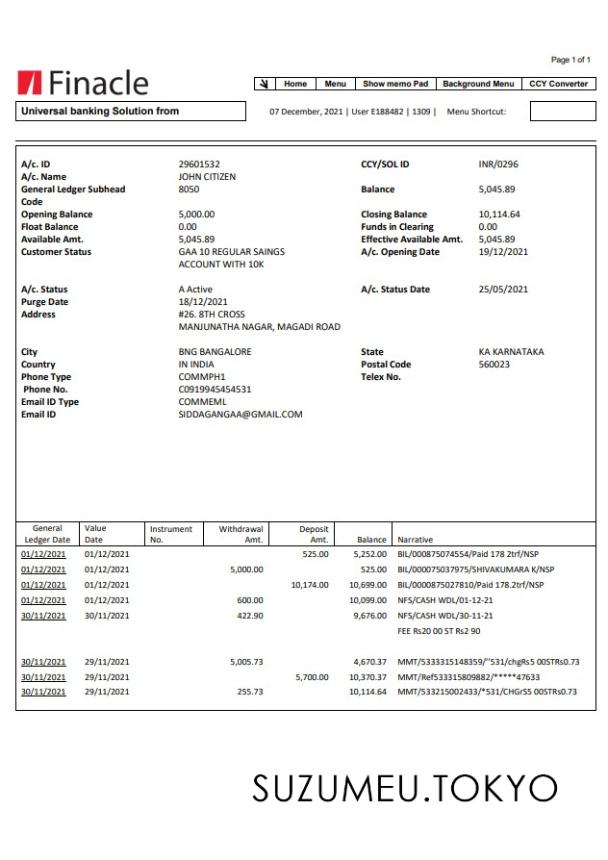 Page 1 of 1
Finacle
Home Menu Show memo Pad Background Menu CCY Converter
Universal banking Solution from
07 December, 2021 | User E188482 | 1309 | Menu Shortcut:
A/c. ID 29601532 CCY/SOL ID INR/0296
A/c. Name JOHN CITIZEN
General Ledger Subhead 8050 Balance 5,045.89
Code
Opening Balance 5,000.00 Closing Balance 10,114.64
Float Balance 0.00 Funds in Clearing 0.00
Available Amt. 5,045.89 Effective Available Amt. 5,045.89
Customer Status GAA 10 REGULAR SAINGS A/c. Opening Date 19/12/2021
ACCOUNT WITH 10K
A/c. Status A Active A/c. Status Date 25/05/2021
Purge Date 18/12/2021
Address #26. 8TH CROSS
MANJUNATHA NAGAR, MAGADI ROAD
City BNG BANGALORE State KA KARNATAKA
Country IN INDIA Postal Code 560023
Phone Type COMMPH1 Telex No.
Phone No. C0919945454531
Email ID Type COMMEML
Email ID SIDDAGANGAA@GMAIL.COM
General Value Instrument Withdrawal Deposit
Ledger Date Date No. Amt. Amt. Balance Narrative
01/12/2021 01/12/2021 525.00 5,252.00 BIL/000875074554/Paid 178 2trf/NSP
01/12/2021 01/12/2021 5,000.00 525.00 BIL/000075037975/SHIVAKUMARA K/NSP
01/12/2021 01/12/2021 10,174.00 10,699.00 BIL/0000875027810/Paid 178.2trf/NSP
01/12/2021 01/12/2021 600.00 10,099.00 NFS/CASH WDL/01-12-21
30/11/2021 30/11/2021 422.90 9,676.00 NFS/CASH WDL/30-11-21
FEE Rs20 00 ST Rs2 90
30/11/2021 29/11/2021 5,005.73 4,670.37 MMT/5333315148359/"531/chgRs5 00STRs0.73
30/11/2021 29/11/2021 5,700.00 10,370.37 MMT/Ref533315809882/*****47633
30/11/2021 29/11/2021 255.73 10,114.64 MMT/533215002433/*531/CHGrS5 00STRs0.73
SUZUMEU.TOKYO